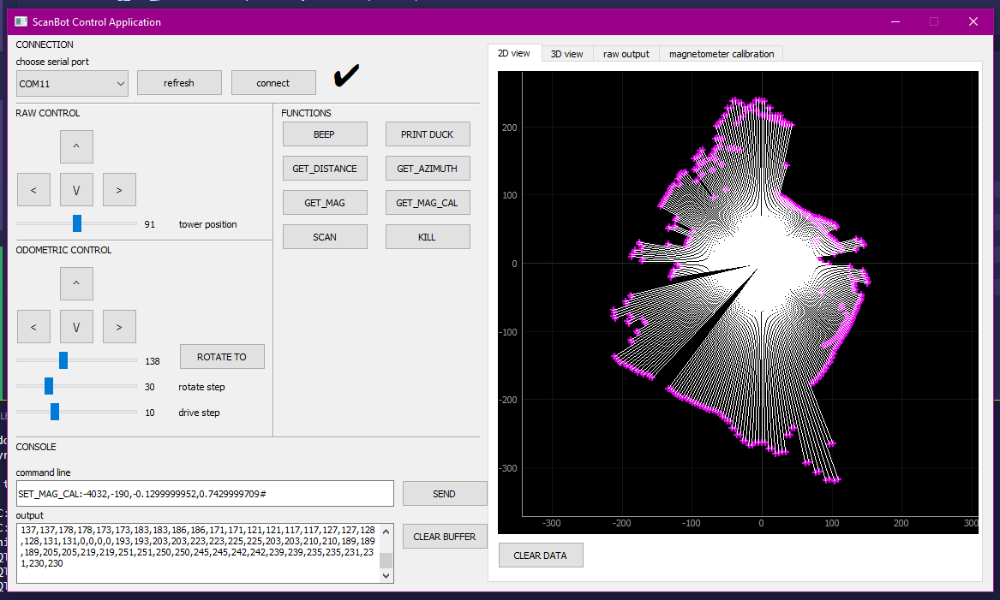 ScanBot Control Application
CONNECTION
choose serial port
COM11
refresh
connect
RAW CONTROL
^
<
V
>
91
tower position
ODOMETRIC CONTROL
^
<
V
>
138
ROTATE TO
30
rotate step
10
drive step
FUNCTIONS
BEEP
PRINT DUCK
GET_DISTANCE
GET_AZIMUTH
GET_MAG
GET_MAG_CAL
SCAN
KILL
CONSOLE
command line
SET_MAG_CAL:-4032,-190,-0.1299999952,0.7429999709#
SEND
output
137,137,178,178,173,173,183,183,186,186,171,171,121,121,117,117,127,127,128
,128,131,131,0,0,0,0,193,193,203,203,223,223,225,225,203,203,210,210,189,189
,189,205,205,219,219,251,251,250,250,245,245,242,242,239,239,235,235,231,23
1,230,230
CLEAR BUFFER
2D view
3D view
raw output
magnetometer calibration
200
100
0
-100
-200
-300
-300
-200
-100
0
100
200
300
CLEAR DATA